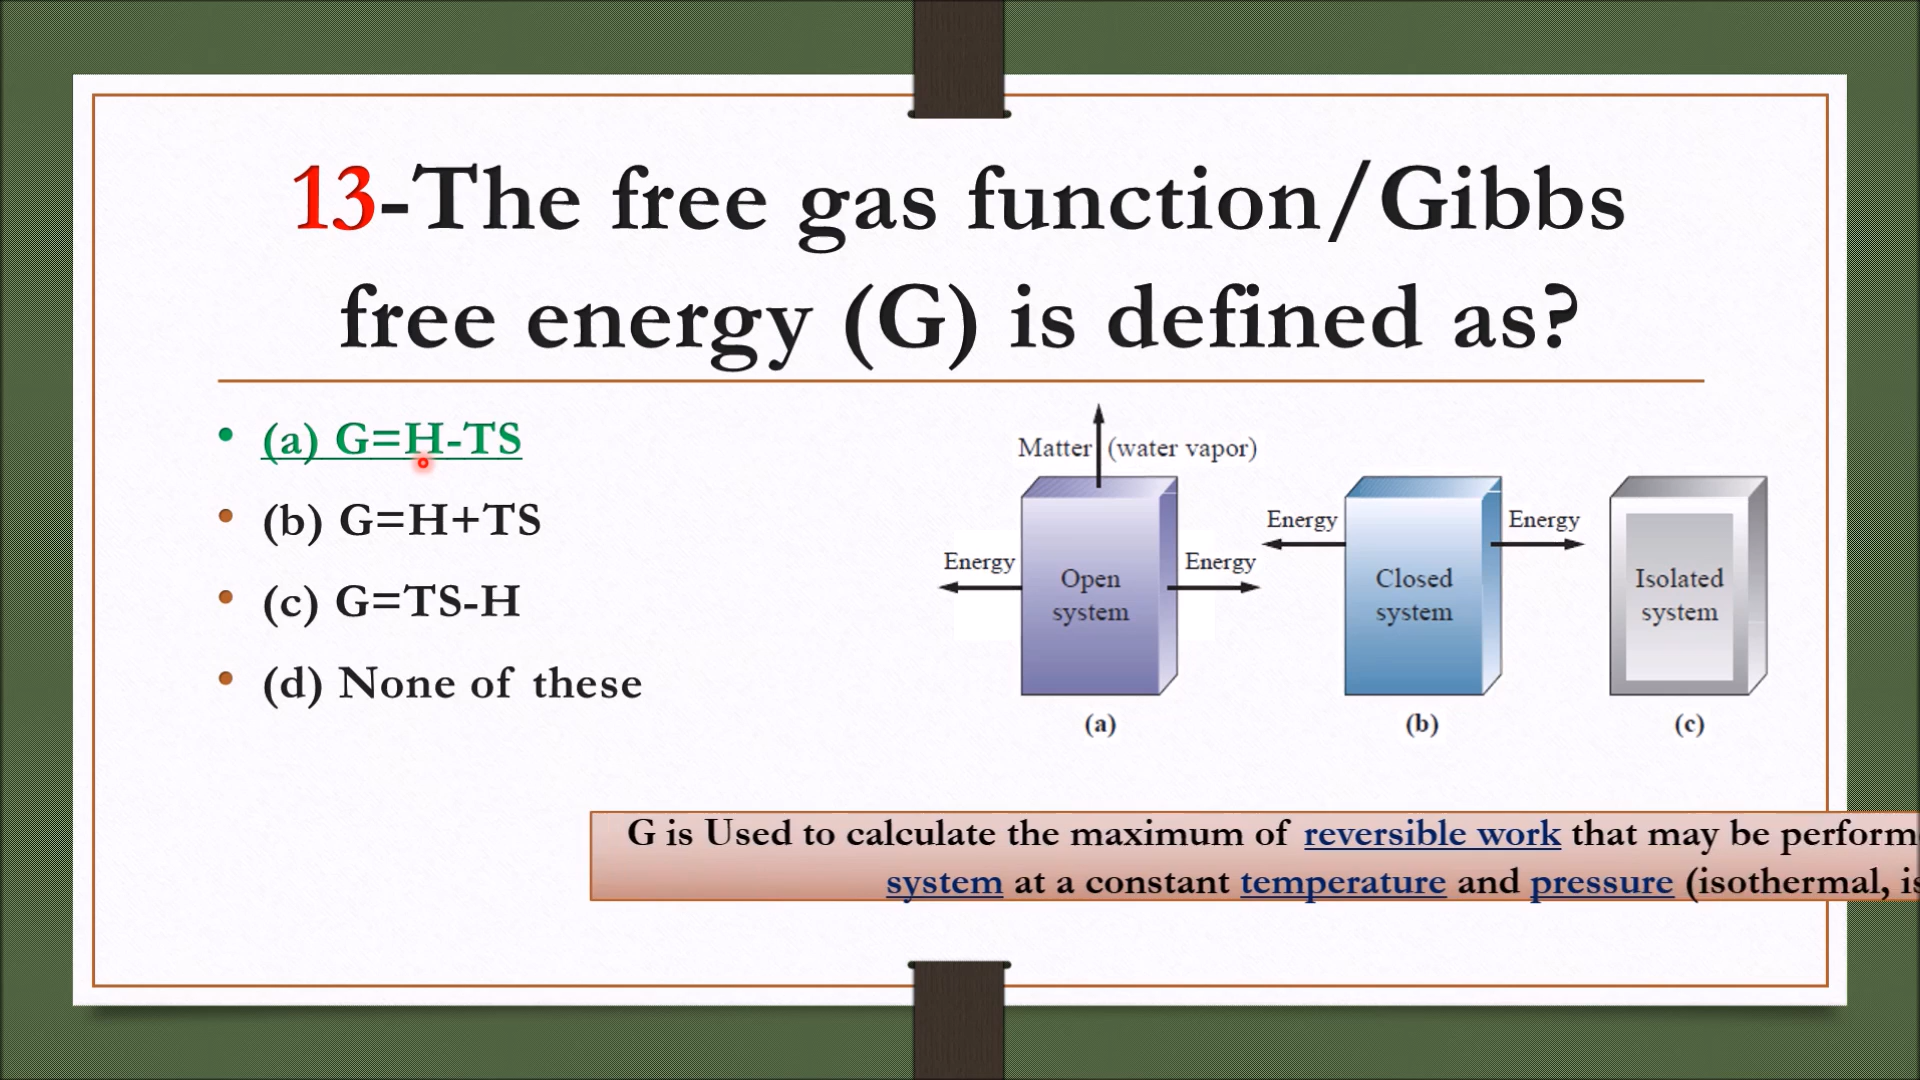 13-The free gas function/Gibbs
free energy (G) is defined as?
• (a) G=H-TS
• (b) G=H+TS
• (c) G=TS-H
• (d) None of these
Matter (water vapor)
Energy
Open
system
Energy
(a)
Energy
Closed
system
Energy
(b)
Isolated
system
(c)
G is Used to calculate the maximum of reversible work that may be perform
system at a constant temperature and pressure (isothermal, is